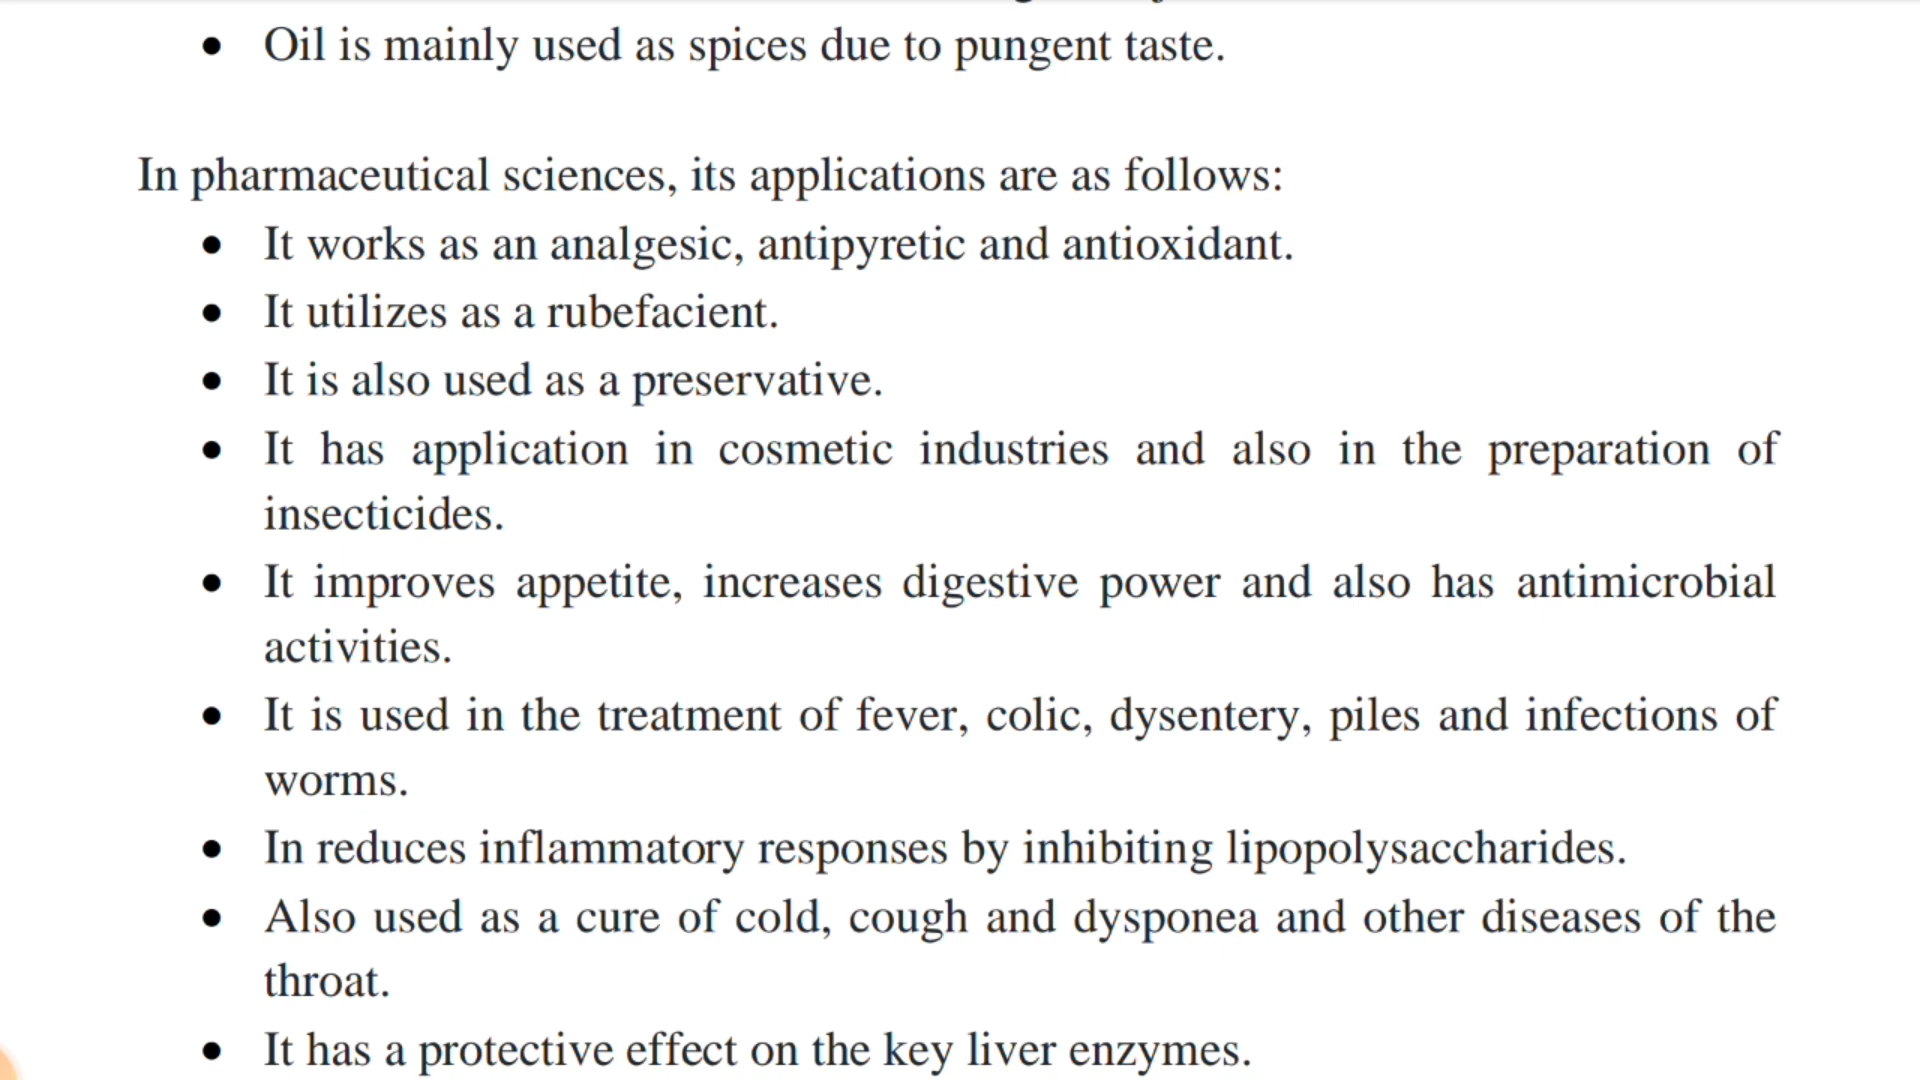 • Oil is mainly used as spices due to pungent taste.
In pharmaceutical sciences, its applications are as follows:
• It works as an analgesic, antipyretic and antioxidant.
• It utilizes as a rubefacient.
• It is also used as a preservative.
• It has application in cosmetic industries and also in the preparation of
insecticides.
• It improves appetite, increases digestive power and also has antimicrobial
activities.
• It is used in the treatment of fever, colic, dysentery, piles and infections of
worms.
• In reduces inflammatory responses by inhibiting lipopolysaccharides.
• Also used as a cure of cold, cough and dysponea and other diseases of the
throat.
• It has a protective effect on the key liver enzymes.